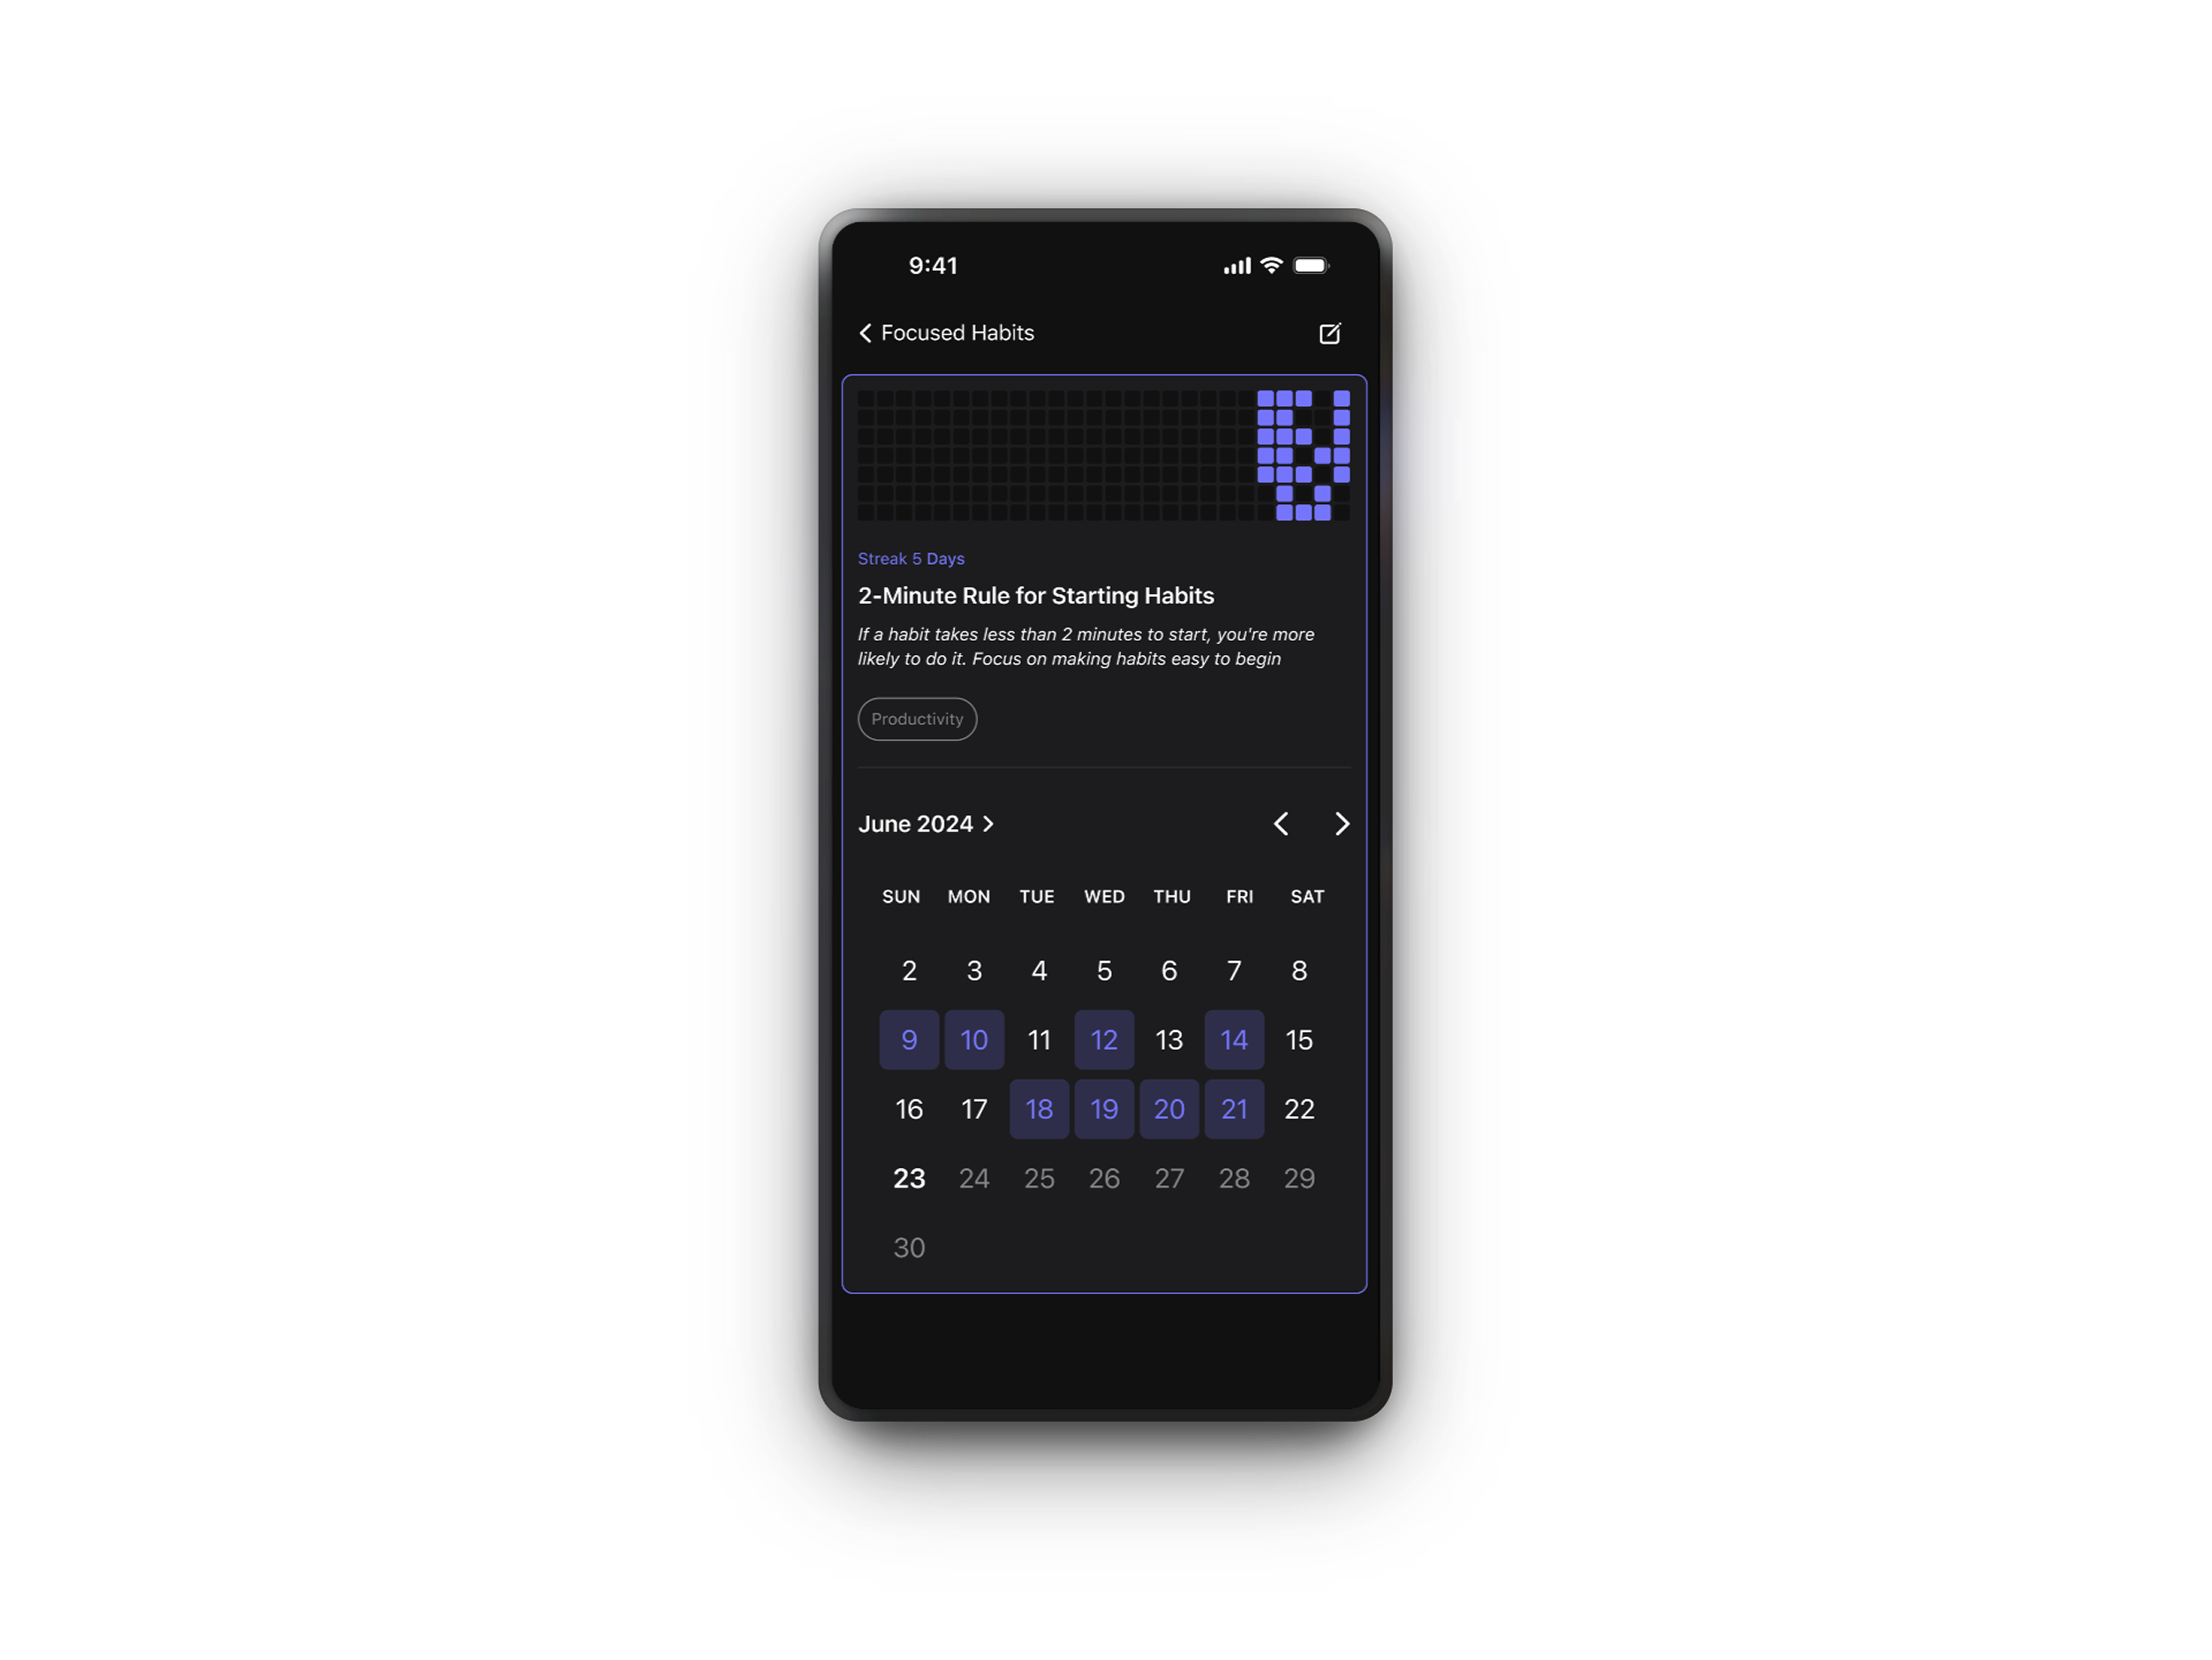 9:41
Focused Habits
Streak 5 Days
2-Minute Rule for Starting Habits
If a habit takes less than 2 minutes to start, you're more
likely to do it. Focus on making habits easy to begin
Productivity
June 2024
SUN MON TUE WED THU FRI SAT
2 3 4 5 6 7 8
9 10 11 12 13 14 15
16 17 18 19 20 21 22
23 24 25 26 27 28 29
30